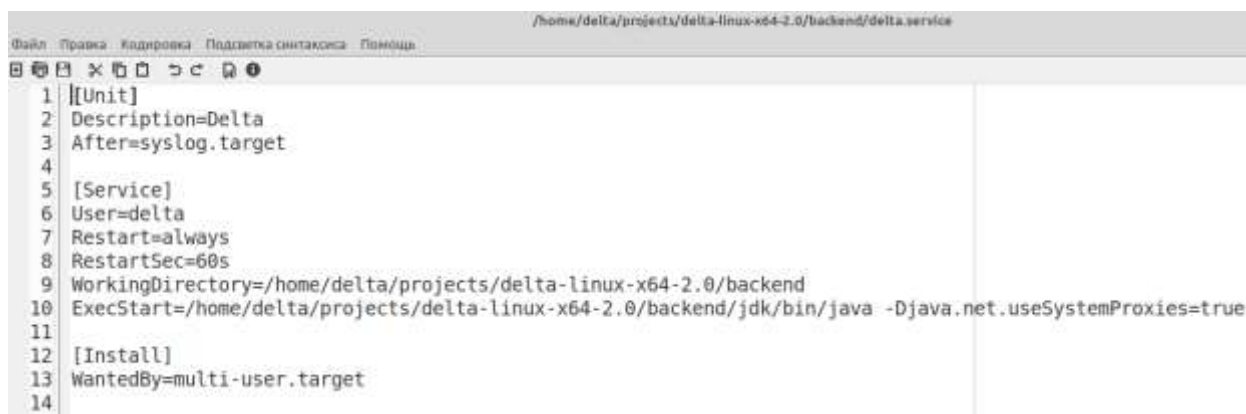 /home/delta/projects/delta-linux-x64-2.0/backend/delta.service
Файл Правка Кодировка Подсветка синтаксиса Помощь
1 [Unit]
2 Description=Delta
3 After=syslog.target
4
5 [Service]
6 User=delta
7 Restart=always
8 RestartSec=60s
9 WorkingDirectory=/home/delta/projects/delta-linux-x64-2.0/backend
10 ExecStart=/home/delta/projects/delta-linux-x64-2.0/backend/jdk/bin/java -Djava.net.useSystemProxies=true
11
12 [Install]
13 WantedBy=multi-user.target
14